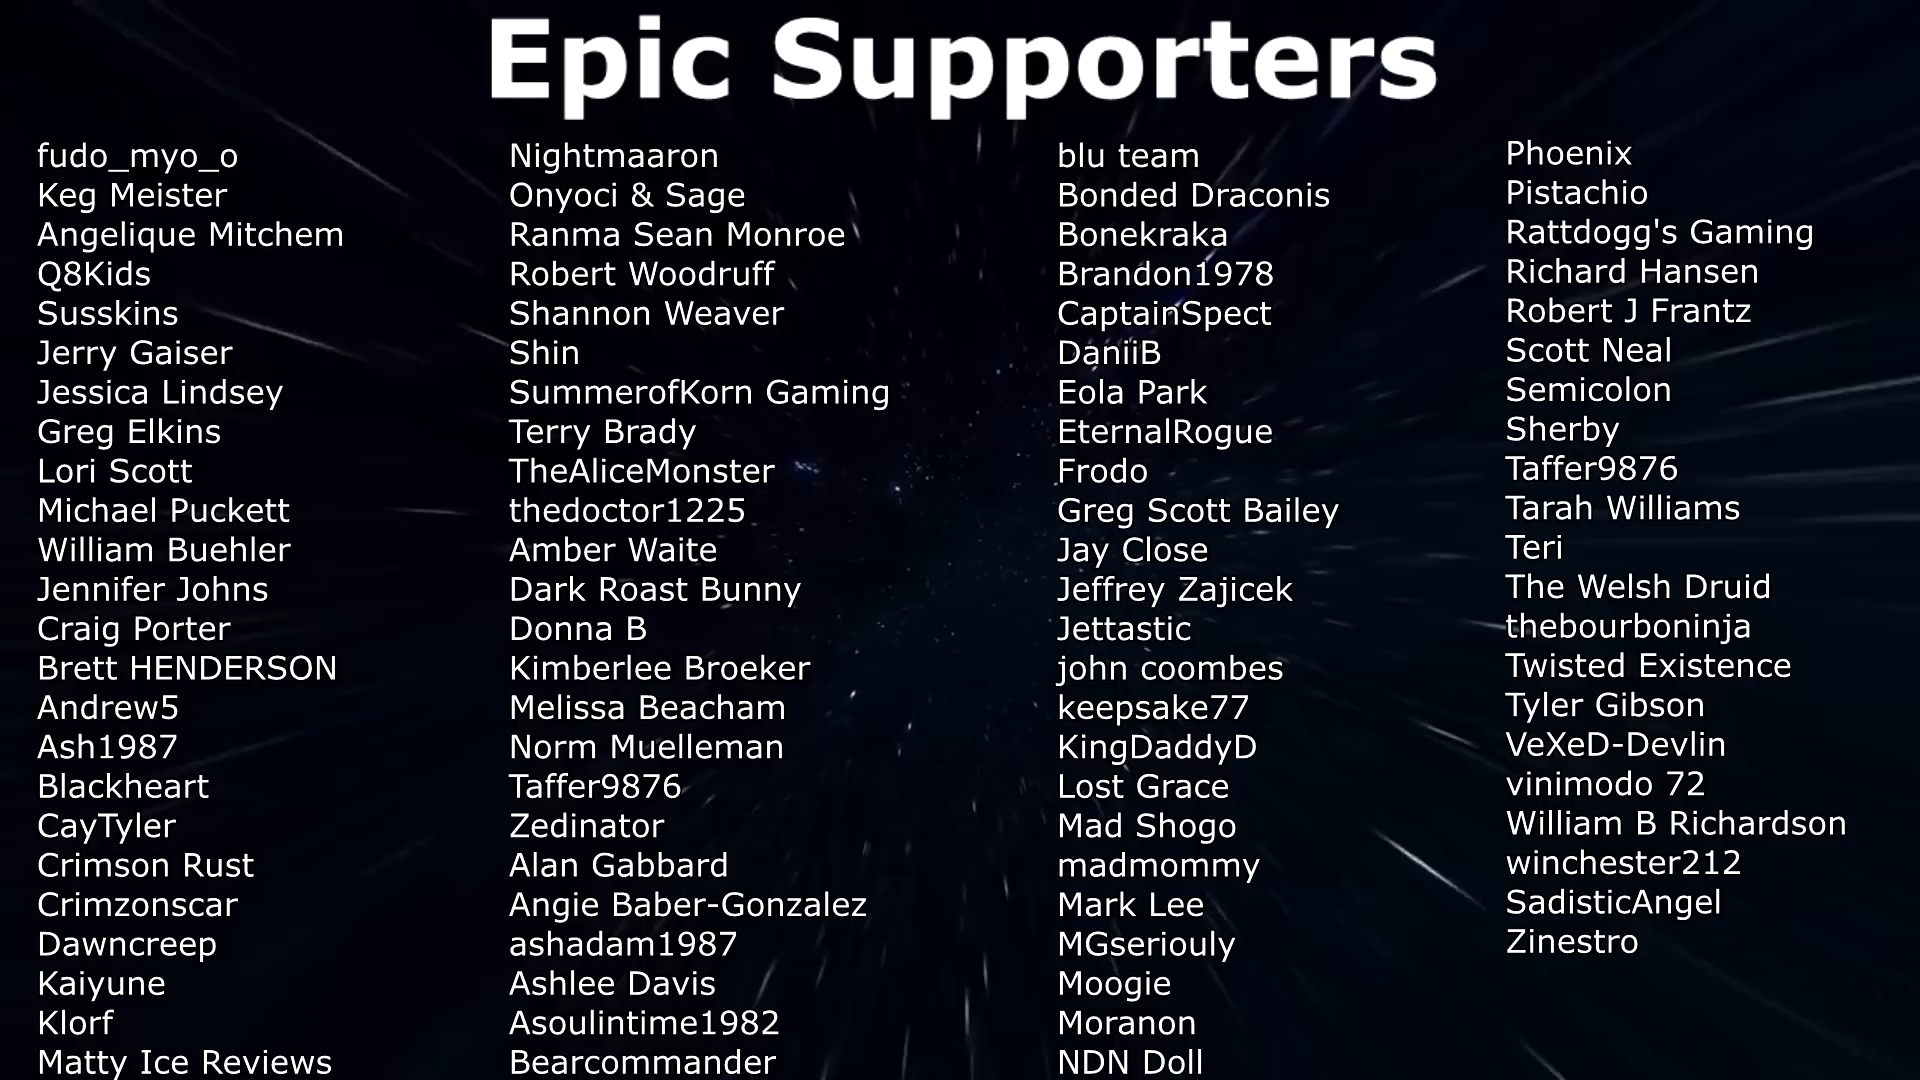 Epic Supporters
fudo_myo_o
Keg Meister
Angelique Mitchem
Q8Kids
Susskins
Jerry Gaiser
Jessica Lindsey
Greg Elkins
Lori Scott
Michael Puckett
William Buehler
Jennifer Johns
Craig Porter
Brett HENDERSON
Andrew5
Ash1987
Blackheart
CayTyler
Crimson Rust
Crimzonscar
Dawncreep
Kaiyune
Klorf
Matty Ice Reviews
Nightmaaron
Onyoci & Sage
Ranma Sean Monroe
Robert Woodruff
Shannon Weaver
Shin
SummerofKorn Gaming
Terry Brady
TheAliceMonster
thedoctor1225
Amber Waite
Dark Roast Bunny
Donna B
Kimberlee Broeker
Melissa Beacham
Norm Muelleman
Taffer9876
Zedinator
Alan Gabbard
Angie Baber-Gonzalez
ashadam1987
Ashlee Davis
Asoulintime1982
Bearcommander
blu team
Bonded Draconis
Bonekraka
Brandon1978
CaptainSpect
DaniiB
Eola Park
EternalRogue
Frodo
Greg Scott Bailey
Jay Close
Jeffrey Zajicek
Jettastic
john coombes
keepsake77
KingDaddyD
Lost Grace
Mad Shogo
madmommy
Mark Lee
MGseriouly
Moogie
Moranon
NDN Doll
Phoenix
Pistachio
Rattdogg's Gaming
Richard Hansen
Robert J Frantz
Scott Neal
Semicolon
Sherby
Taffer9876
Tarah Williams
Teri
The Welsh Druid
thebourboninja
Twisted Existence
Tyler Gibson
VeXeD-Devlin
vinimodo 72
William B Richardson
winchester212
SadisticAngel
Zinestro